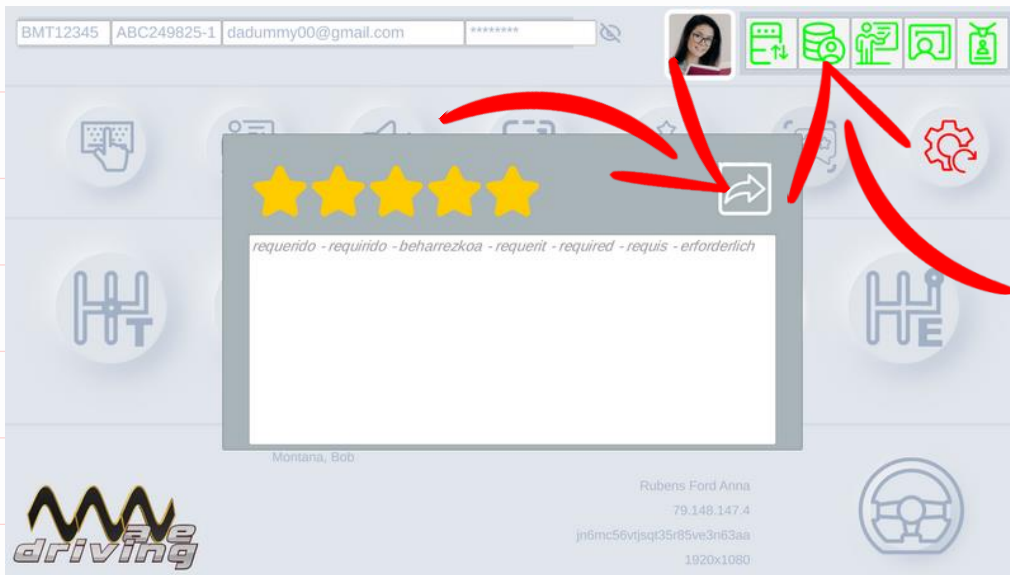 BMT12345 ABC249825-1 dadummy00@gmail.com ********
requerido - requirido - beharrezkoa - requerit - required - requis - erforderlich
T
E
Montana, Bob
Rubens Ford Anna
79.148.147.4
jn6mc56vtjsqt35r85ve3n63aa
1920x1080
driving